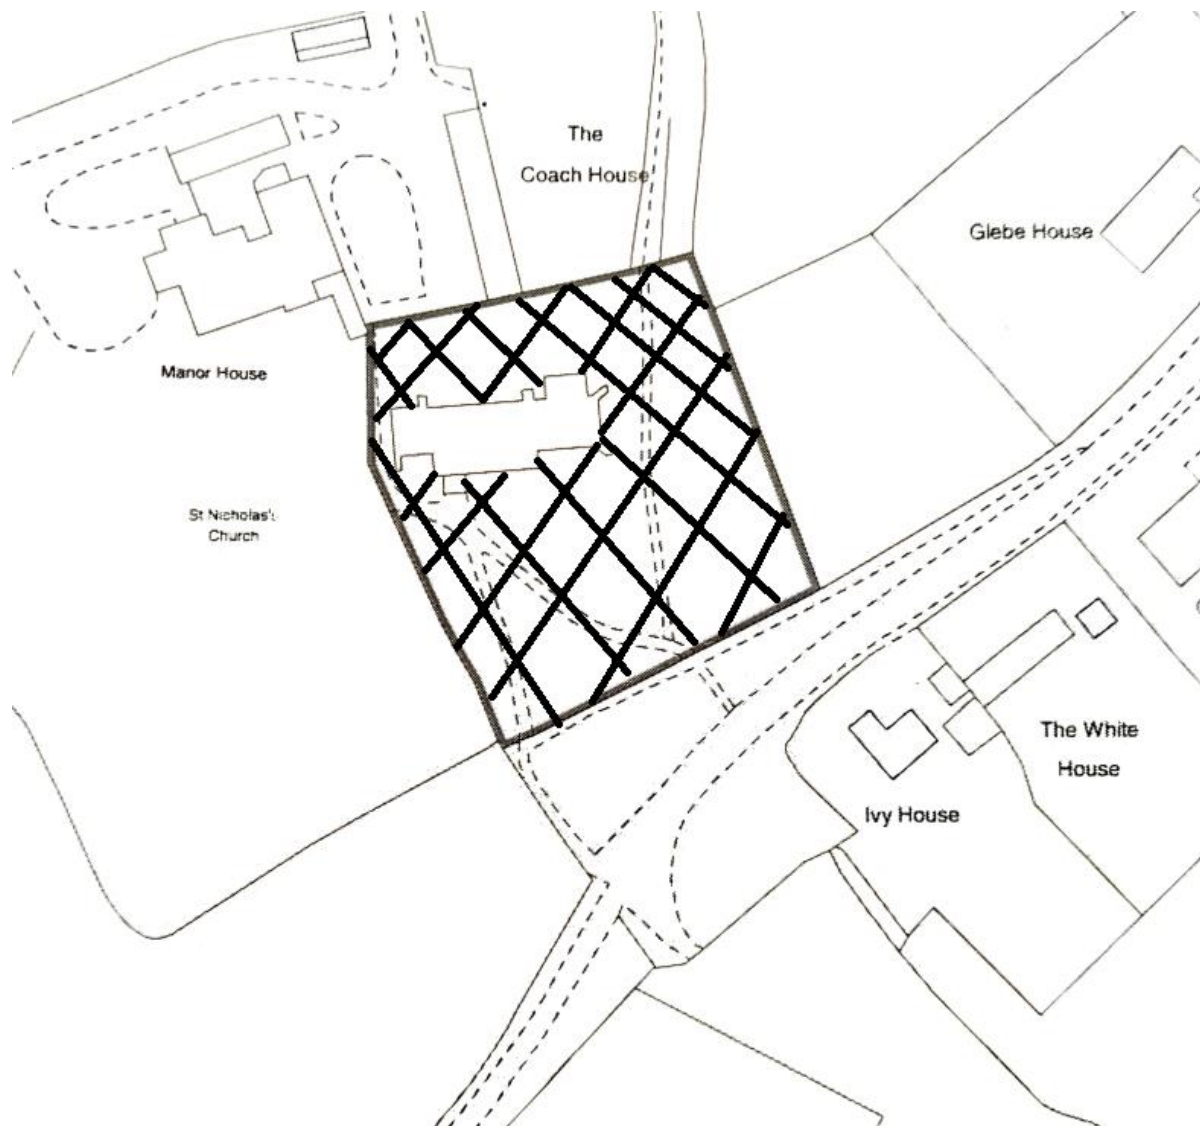 The
Coach House
Glebe House
Manor House
St Nicholas's
Church
The White
House
Ivy House